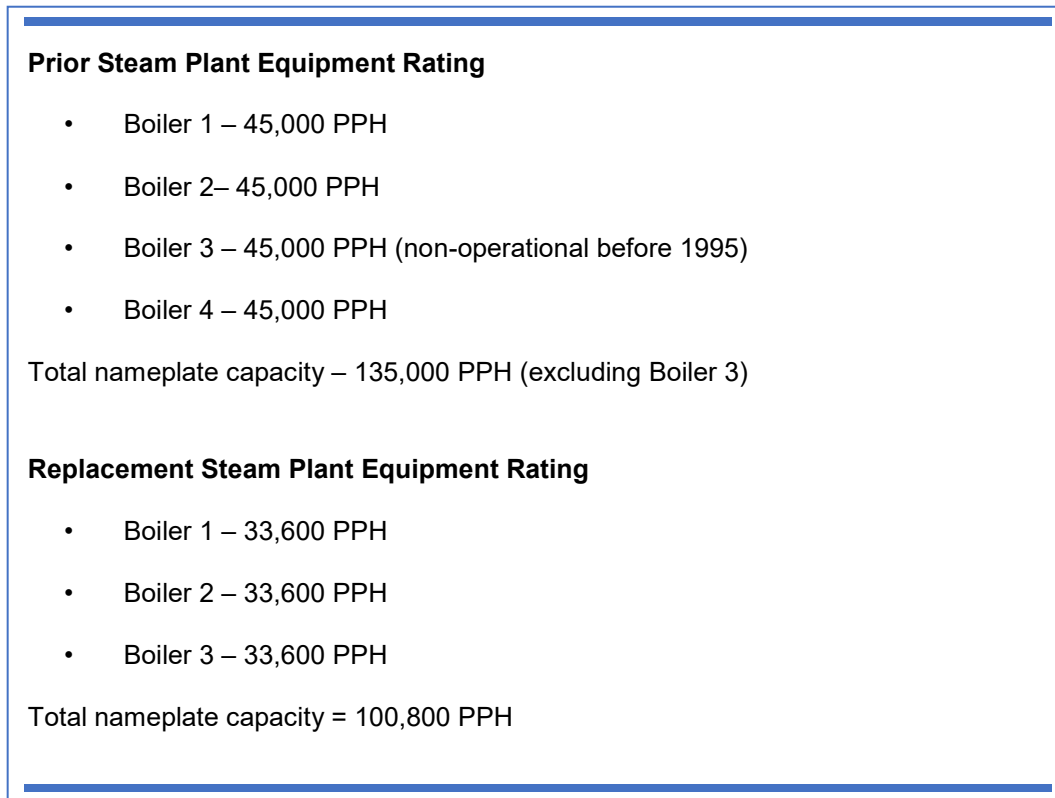 Prior Steam Plant Equipment Rating
• Boiler 1 – 45,000 PPH
• Boiler 2– 45,000 PPH
• Boiler 3 – 45,000 PPH (non-operational before 1995)
• Boiler 4 – 45,000 PPH
Total nameplate capacity – 135,000 PPH (excluding Boiler 3)
Replacement Steam Plant Equipment Rating
• Boiler 1 – 33,600 PPH
• Boiler 2 – 33,600 PPH
• Boiler 3 – 33,600 PPH
Total nameplate capacity = 100,800 PPH